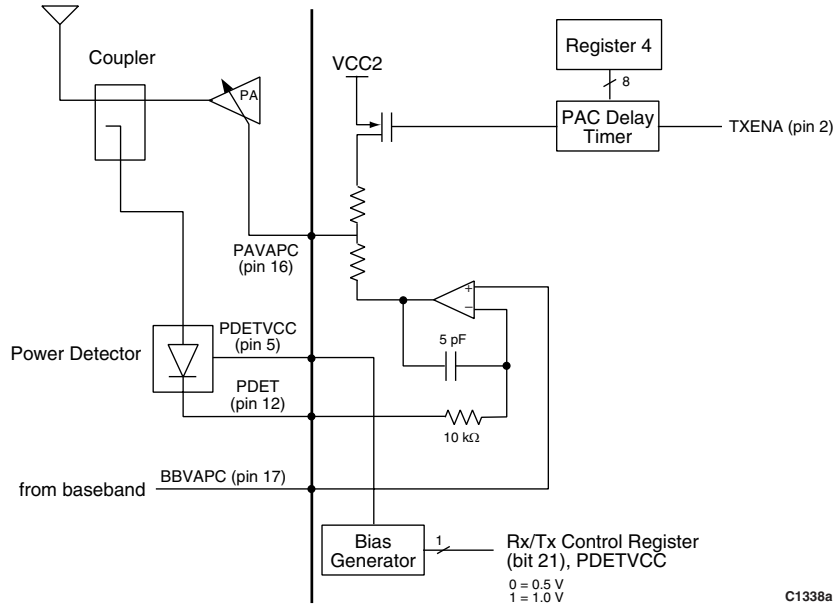 Coupler
PA
VCC2
Register 4
8
PAC Delay
Timer
TXENA (pin 2)
PAVAPC
(pin 16)
+
−
5 pF
Power Detector
PDETVCC
(pin 5)
PDET
(pin 12)
10 kΩ
from baseband
BBVAPC (pin 17)
Bias
Generator
1
Rx/Tx Control Register
(bit 21), PDETVCC
0 = 0.5 V
1 = 1.0 V
C1338a